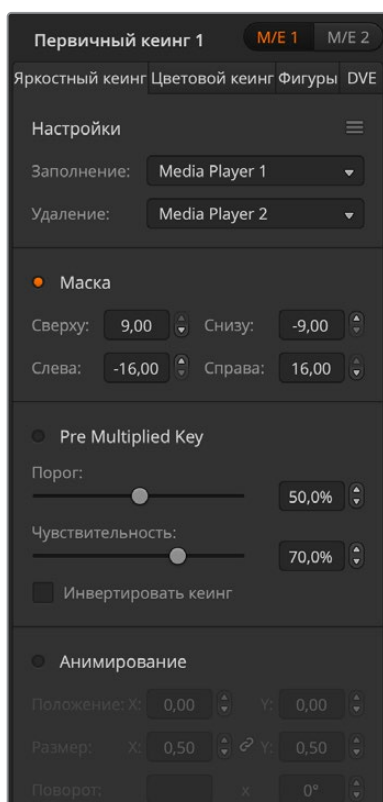 Первичный кеинг 1 M/E 1 M/E 2
Яркостный кеинг Цветовой кеинг Фигуры DVE
Настройки
Заполнение: Media Player 1
Удаление: Media Player 2
Маска
Сверху: 9,00 Снизу: -9,00
Слева: -16,00 Справа: 16,00
Pre Multiplied Key
Порог:
50,0%
Чувствительность:
70,0%
Инвертировать кеинг
Анимирование
Положение: X: 0,00 Y: 0,00
Размер: X: 0,50 Y: 0,50
Поворот: x 0°